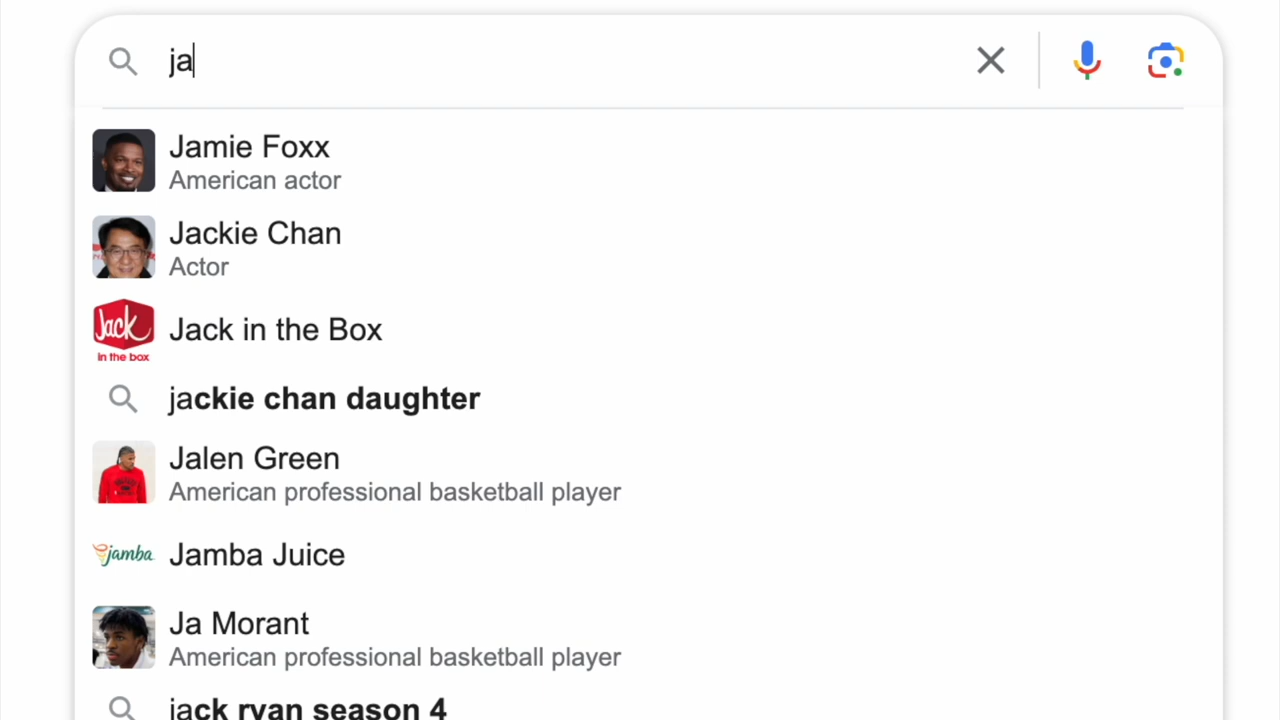 ja
Jamie Foxx
American actor
Jackie Chan
Actor
Jack in the box
Jack in the Box
jackie chan daughter
Jalen Green
American professional basketball player
jamba
Jamba Juice
Ja Morant
American professional basketball player
jack ryan season 4